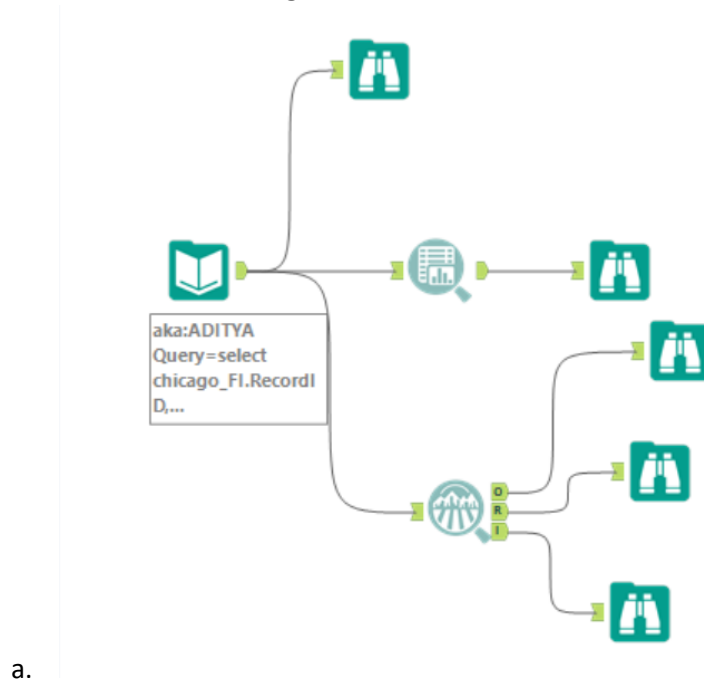 aka:ADITYA
Query=select
chicago_FI.RecordI
D,...
O
R
I
a.